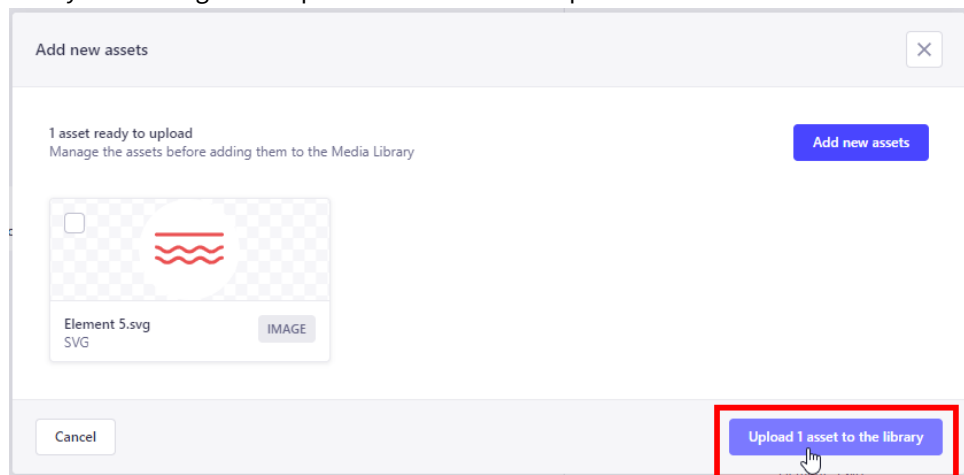 Add new assets
1 asset ready to upload
Manage the assets before adding them to the Media Library
Add new assets
Element 5.svg
SVG
IMAGE
Cancel
Upload 1 asset to the library